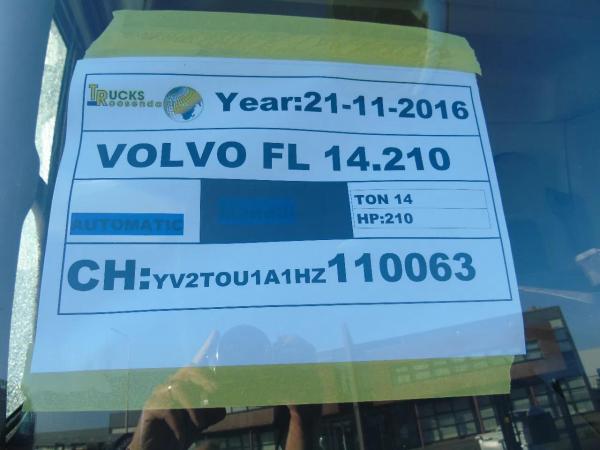 TRUCKS
Roosendaal
Year:21-11-2016
VOLVO FL 14.210
AUTOMATIC
TON 14
HP:210
CH:YV2TOU1A1HZ110063